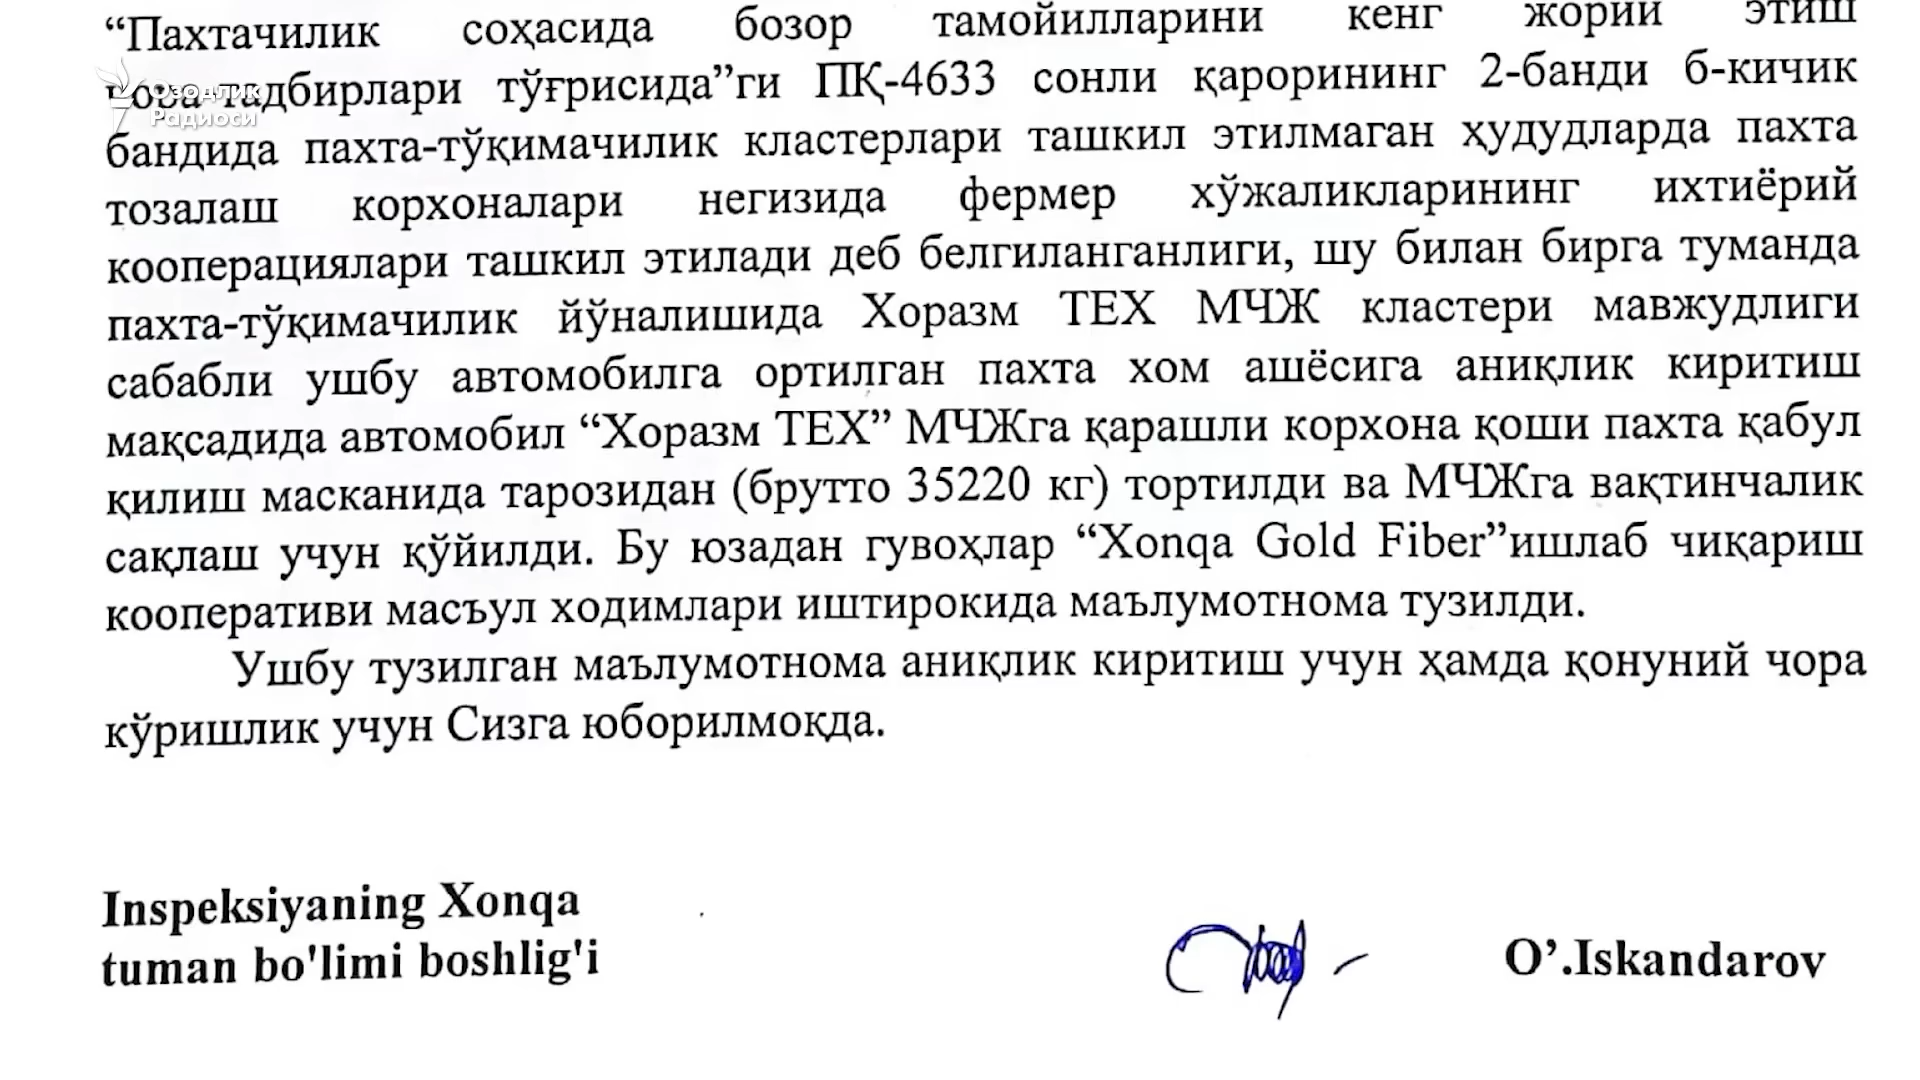 “Пахтачилик соҳасида бозор тамойилларини кенг жорий этиш
чора-тадбирлари тўғрисида”ги ПҚ-4633 сонли қарорининг 2-банди б-кичик
Озодлик
Радиоси
бандида пахта-тўқимачилик кластерлари ташкил этилмаган ҳудудларда пахта
тозалаш корхоналари негизида фермер хўжаликларининг ихтиёрий
кооперациялари ташкил этилади деб белгиланганлиги, шу билан бирга туманда
пахта-тўқимачилик йўналишида Хоразм ТЕХ МЧЖ кластери мавжудлиги
сабабли ушбу автомобилга ортилган пахта хом ашёсига аниқлик киритиш
мақсадида автомобил “Хоразм ТЕХ” МЧЖга қарашли корхона қоши пахта қабул
қилиш масканида тарозидан (брутто 35220 кг) тортилди ва МЧЖга вақтинчалик
сақлаш учун қўйилди. Бу юзадан гувоҳлар “Xonqa Gold Fiber”ишлаб чиқариш
кооперативи масъул ходимлари иштирокида маълумотнома тузилди.
Ушбу тузилган маълумотнома аниқлик киритиш учун ҳамда қонуний чора
кўришлик учун Сизга юборилмоқда.
Inspeksiyaning Xonqa
tuman bo'limi boshlig'i
O’.Iskandarov